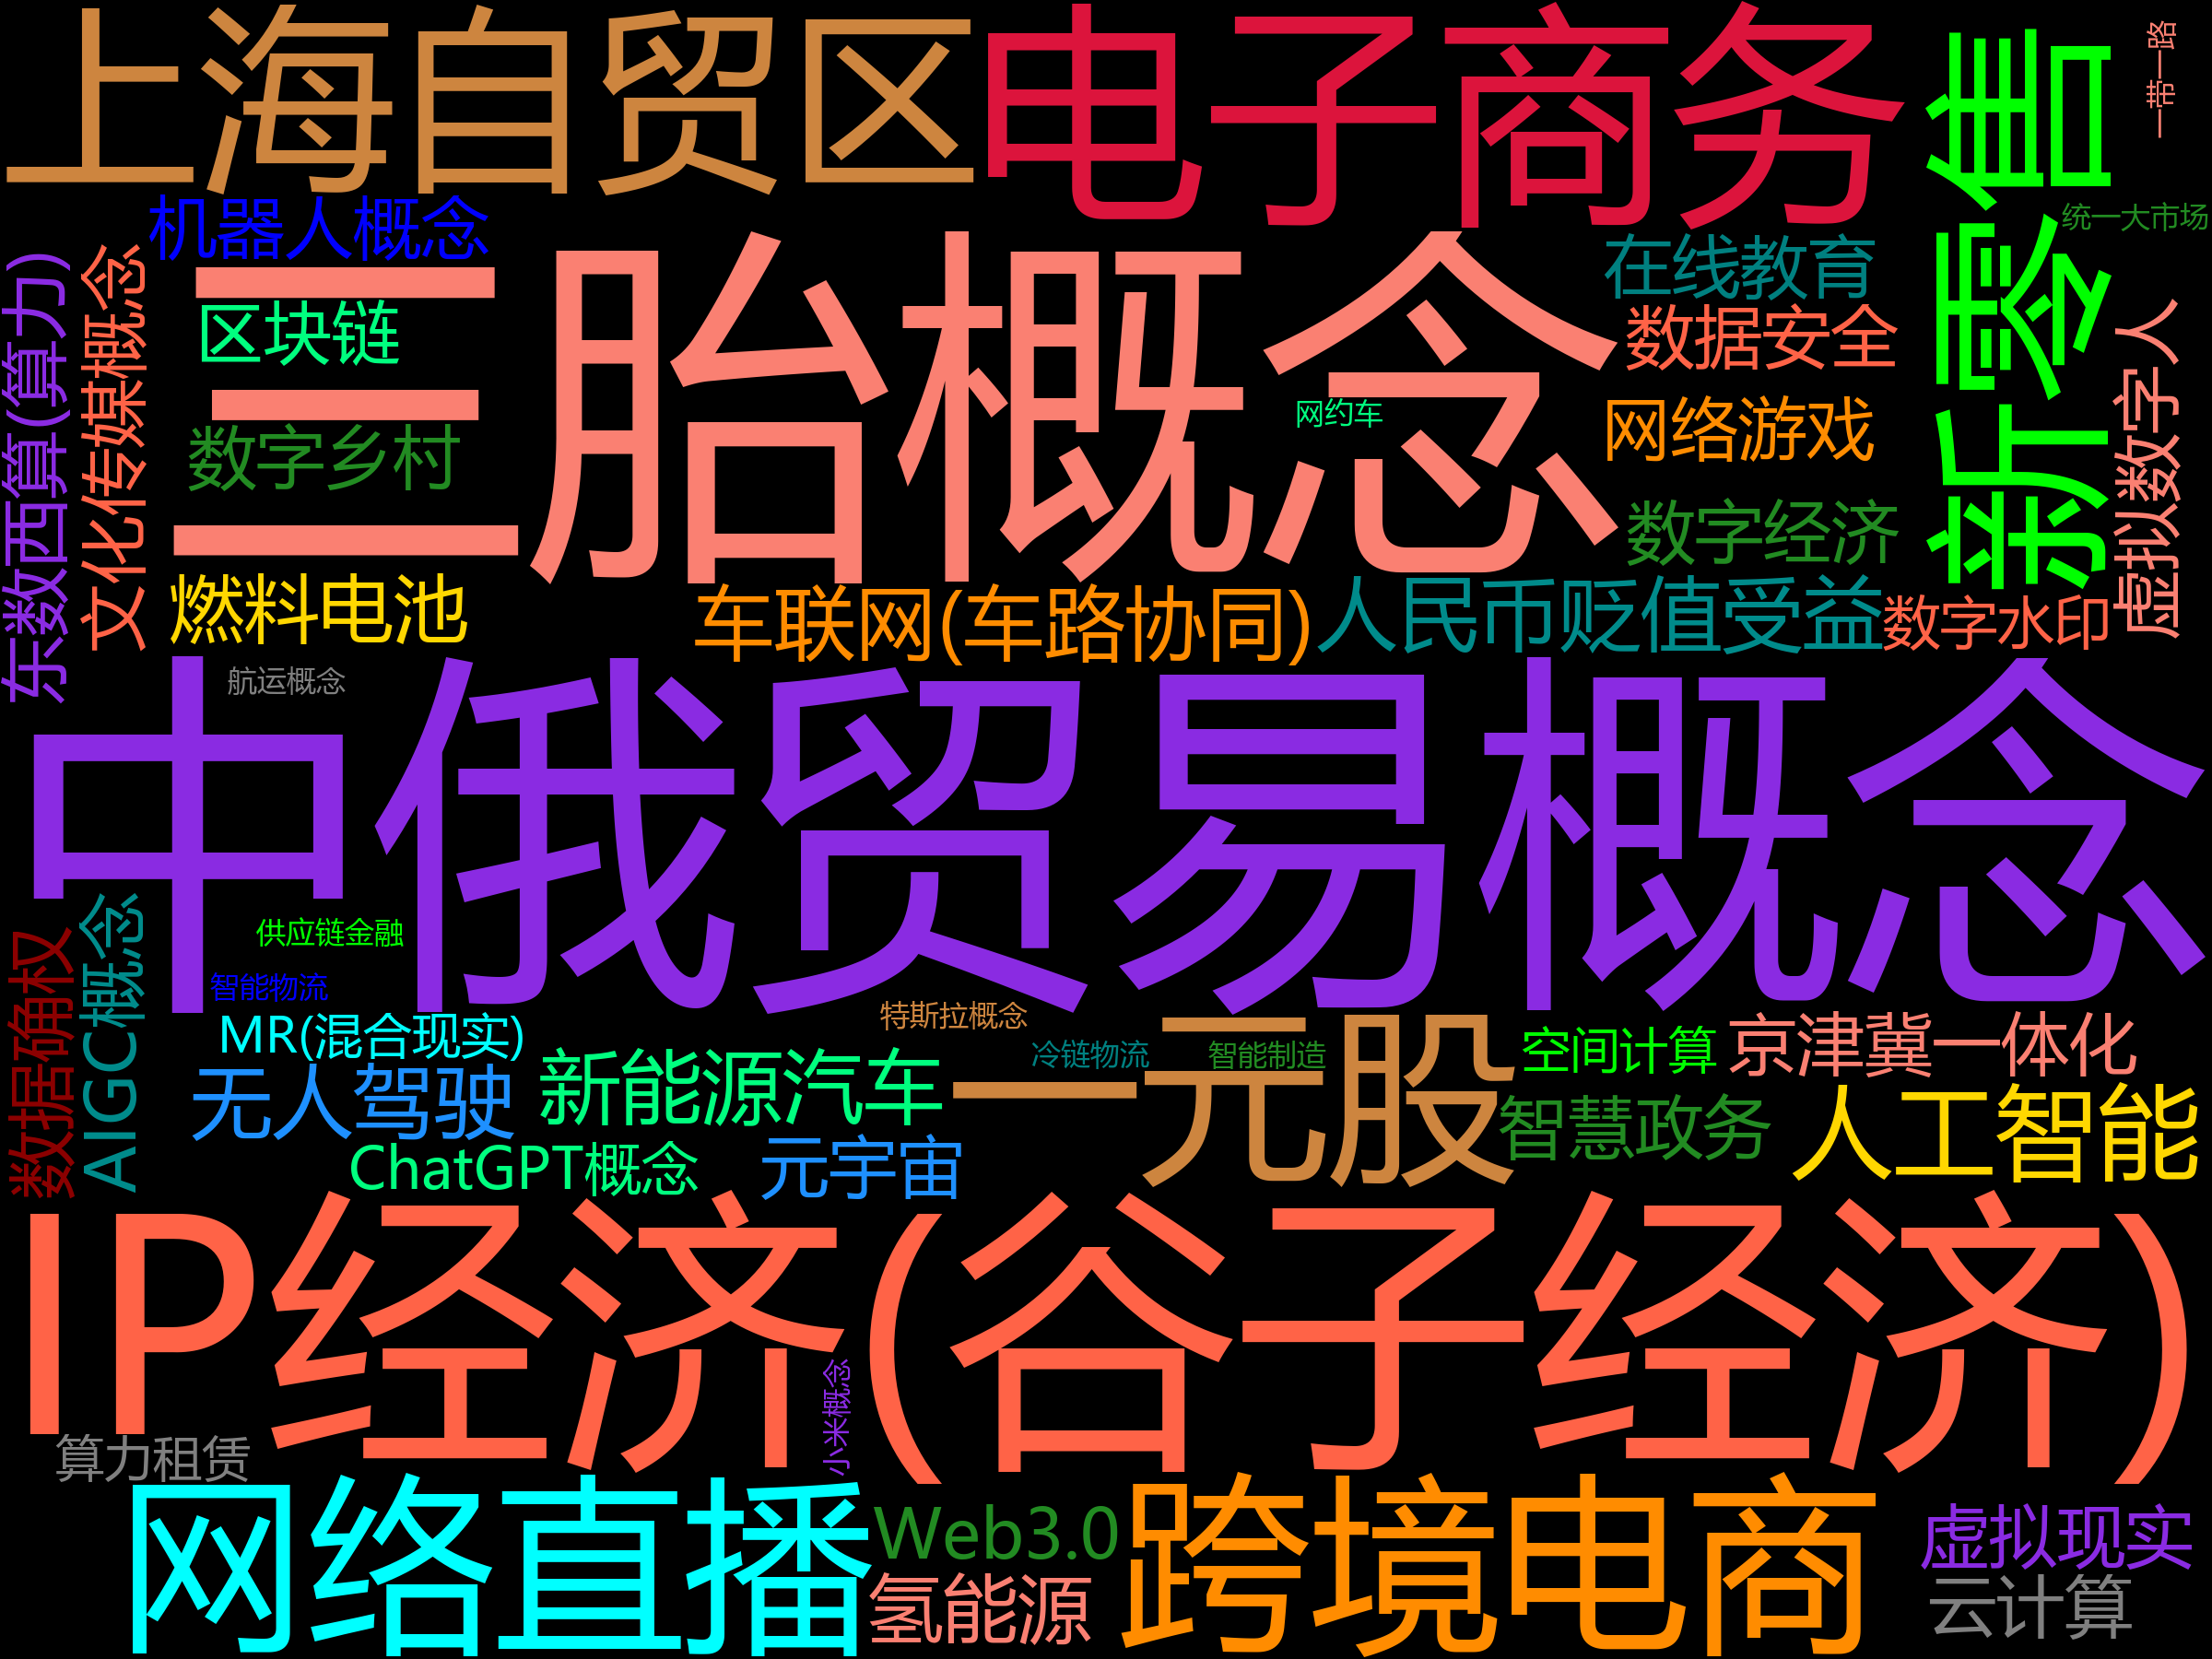 上海自贸区
电子商务
新零售
一带一路
统一大市场
机器人概念
三胎概念
区块链
数字乡村
燃料电池
东数西算(算力)
文化传媒概念
在线教育
数据安全
网约车
网络游戏
数字经济
虚拟数字人
车联网(车路协同)
人民币贬值受益
数字水印
航运概念
中俄贸易概念
供应链金融
智能物流
数据确权
AIGC概念
MR(混合现实)
特斯拉概念
无人驾驶
新能源汽车
冷链物流
智能制造
一元股
空间计算
京津冀一体化
智慧政务
人工智能
ChatGPT概念
元宇宙
IP经济(谷子经济)
小米概念
算力租赁
网络直播
Web3.0
氢能源
跨境电商
虚拟现实
云计算